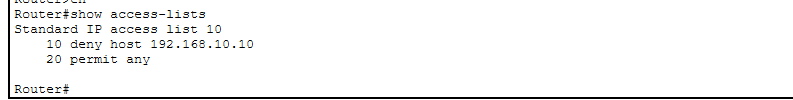 Router#show access-lists
Standard IP access list 10
    10 deny host 192.168.10.10
    20 permit any

Router#